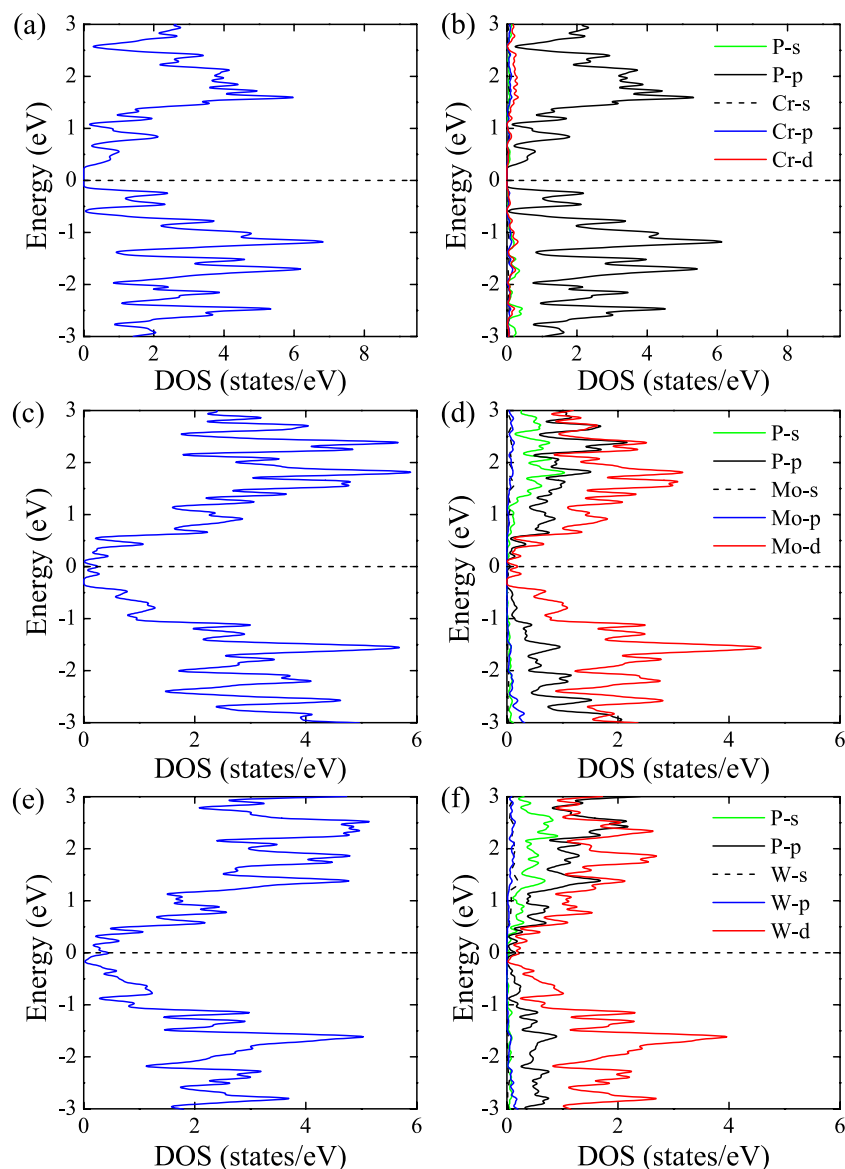 (a)
3
2
1
0
-1
-2
-3
Energy (eV)
0
2
4
6
8
DOS (states/eV)
(b)
3
2
1
0
-1
-2
-3
Energy (eV)
P-s
P-p
Cr-s
Cr-p
Cr-d
0
2
4
6
8
DOS (states/eV)
(c)
3
2
1
0
-1
-2
-3
Energy (eV)
0
2
4
6
DOS (states/eV)
(d)
3
2
1
0
-1
-2
-3
Energy (eV)
P-s
P-p
Mo-s
Mo-p
Mo-d
0
2
4
6
DOS (states/eV)
(e)
3
2
1
0
-1
-2
-3
Energy (eV)
0
2
4
6
DOS (states/eV)
(f)
3
2
1
0
-1
-2
-3
Energy (eV)
P-s
P-p
W-s
W-p
W-d
0
2
4
6
DOS (states/eV)